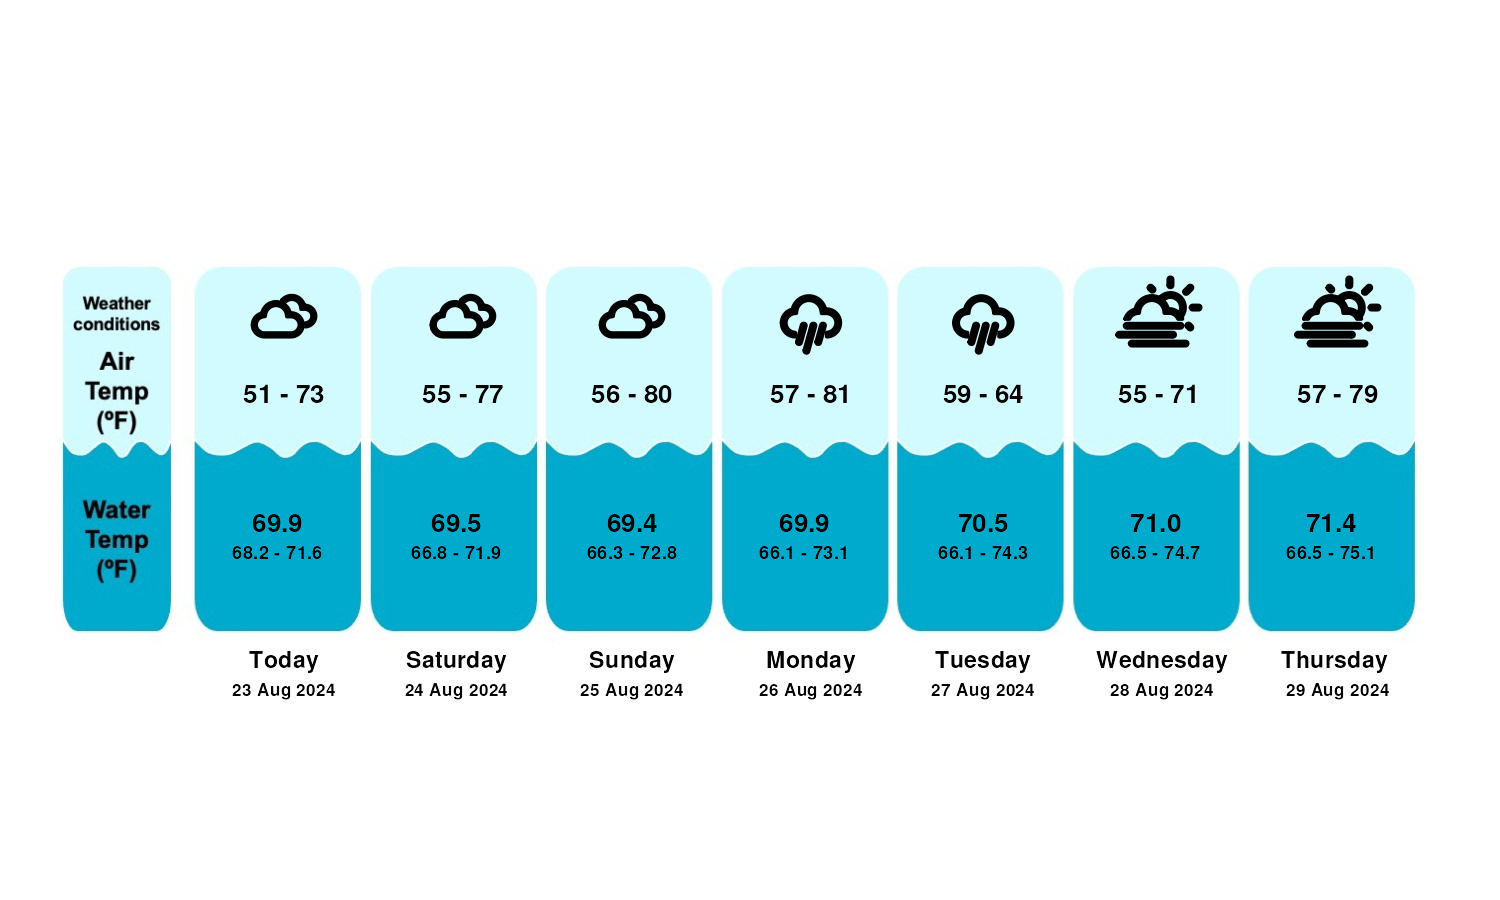 Weather
conditions
Air
Temp
(ºF)
51 - 73
55 - 77
56 - 80
57 - 81
59 - 64
55 - 71
57 - 79
Water
Temp
(ºF)
69.9
69.5
69.4
69.9
70.5
71.0
71.4
68.2 - 71.6
66.8 - 71.9
66.3 - 72.8
66.1 - 73.1
66.1 - 74.3
66.5 - 74.7
66.5 - 75.1
Today
Saturday
Sunday
Monday
Tuesday
Wednesday
Thursday
23 Aug 2024
24 Aug 2024
25 Aug 2024
26 Aug 2024
27 Aug 2024
28 Aug 2024
29 Aug 2024